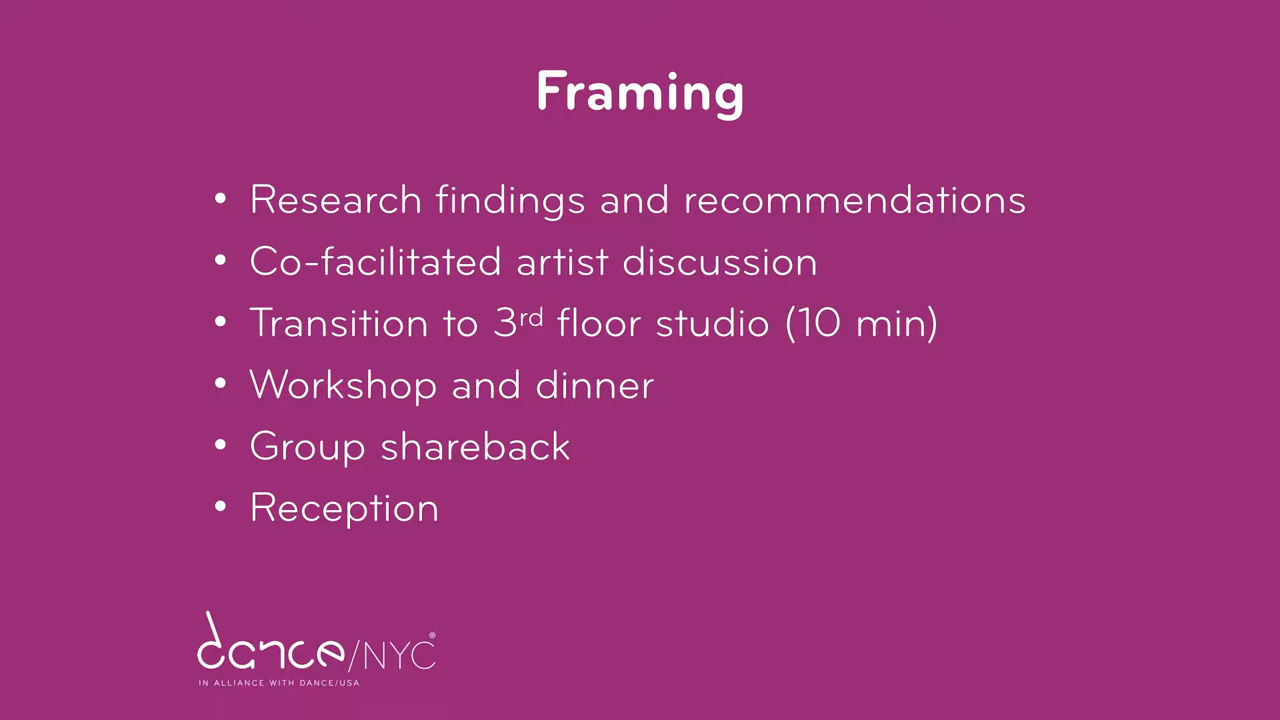 Framing
• Research findings and recommendations
• Co-facilitated artist discussion
• Transition to 3rd floor studio (10 min)
• Workshop and dinner
• Group shareback
• Reception
dance/NYC®
IN ALLIANCE WITH DANCE/USA